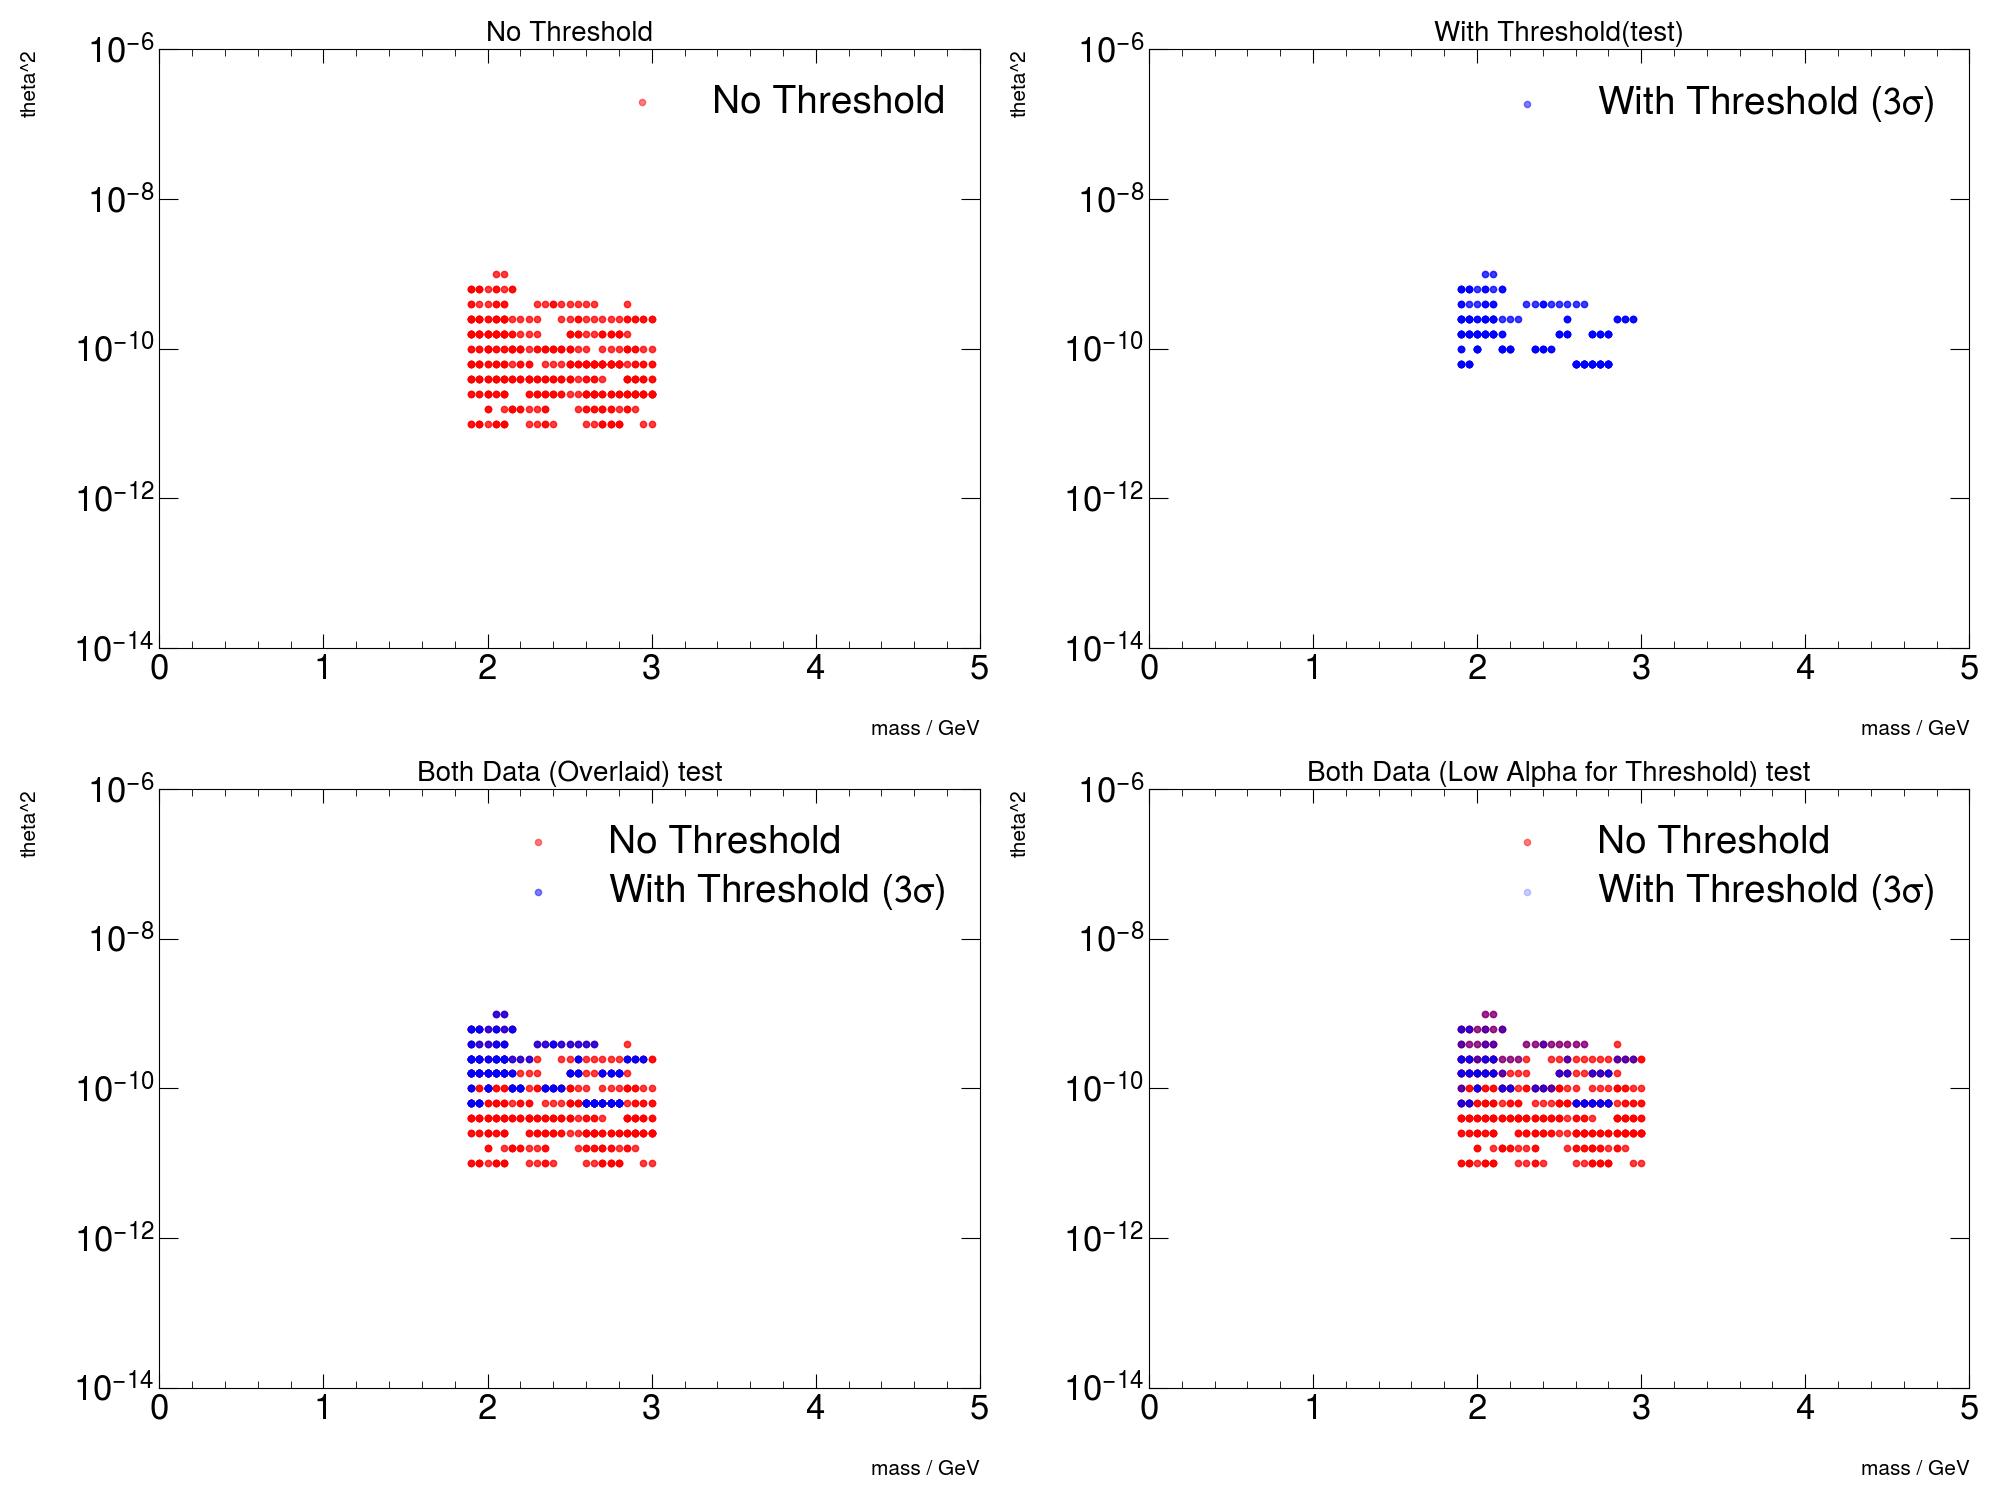 No Threshold
10⁻⁶
10⁻⁸
10⁻¹⁰
10⁻¹²
10⁻¹⁴
theta^2
No Threshold
0 1 2 3 4 5
mass / GeV
With Threshold(test)
10⁻⁶
10⁻⁸
10⁻¹⁰
10⁻¹²
10⁻¹⁴
theta^2
With Threshold (3σ)
0 1 2 3 4 5
mass / GeV
Both Data (Overlaid) test
10⁻⁶
10⁻⁸
10⁻¹⁰
10⁻¹²
10⁻¹⁴
theta^2
No Threshold
With Threshold (3σ)
0 1 2 3 4 5
mass / GeV
Both Data (Low Alpha for Threshold) test
10⁻⁶
10⁻⁸
10⁻¹⁰
10⁻¹²
10⁻¹⁴
theta^2
No Threshold
With Threshold (3σ)
0 1 2 3 4 5
mass / GeV